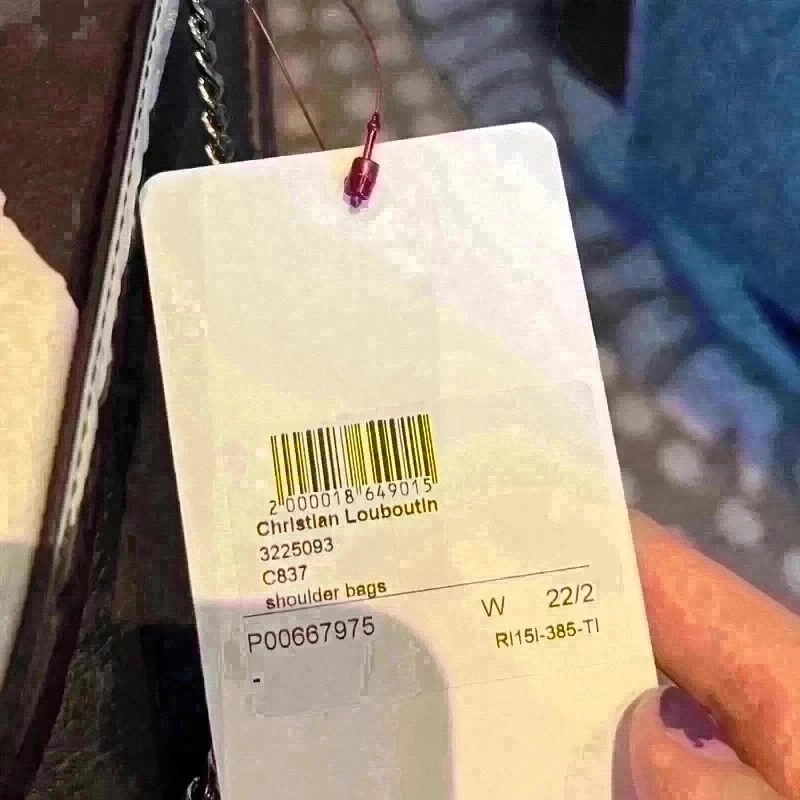 2 000018 649015
Christian Louboutin
3225093
C837
shoulder bags
W 22/2
P00667975
RI15I-385-TI
-